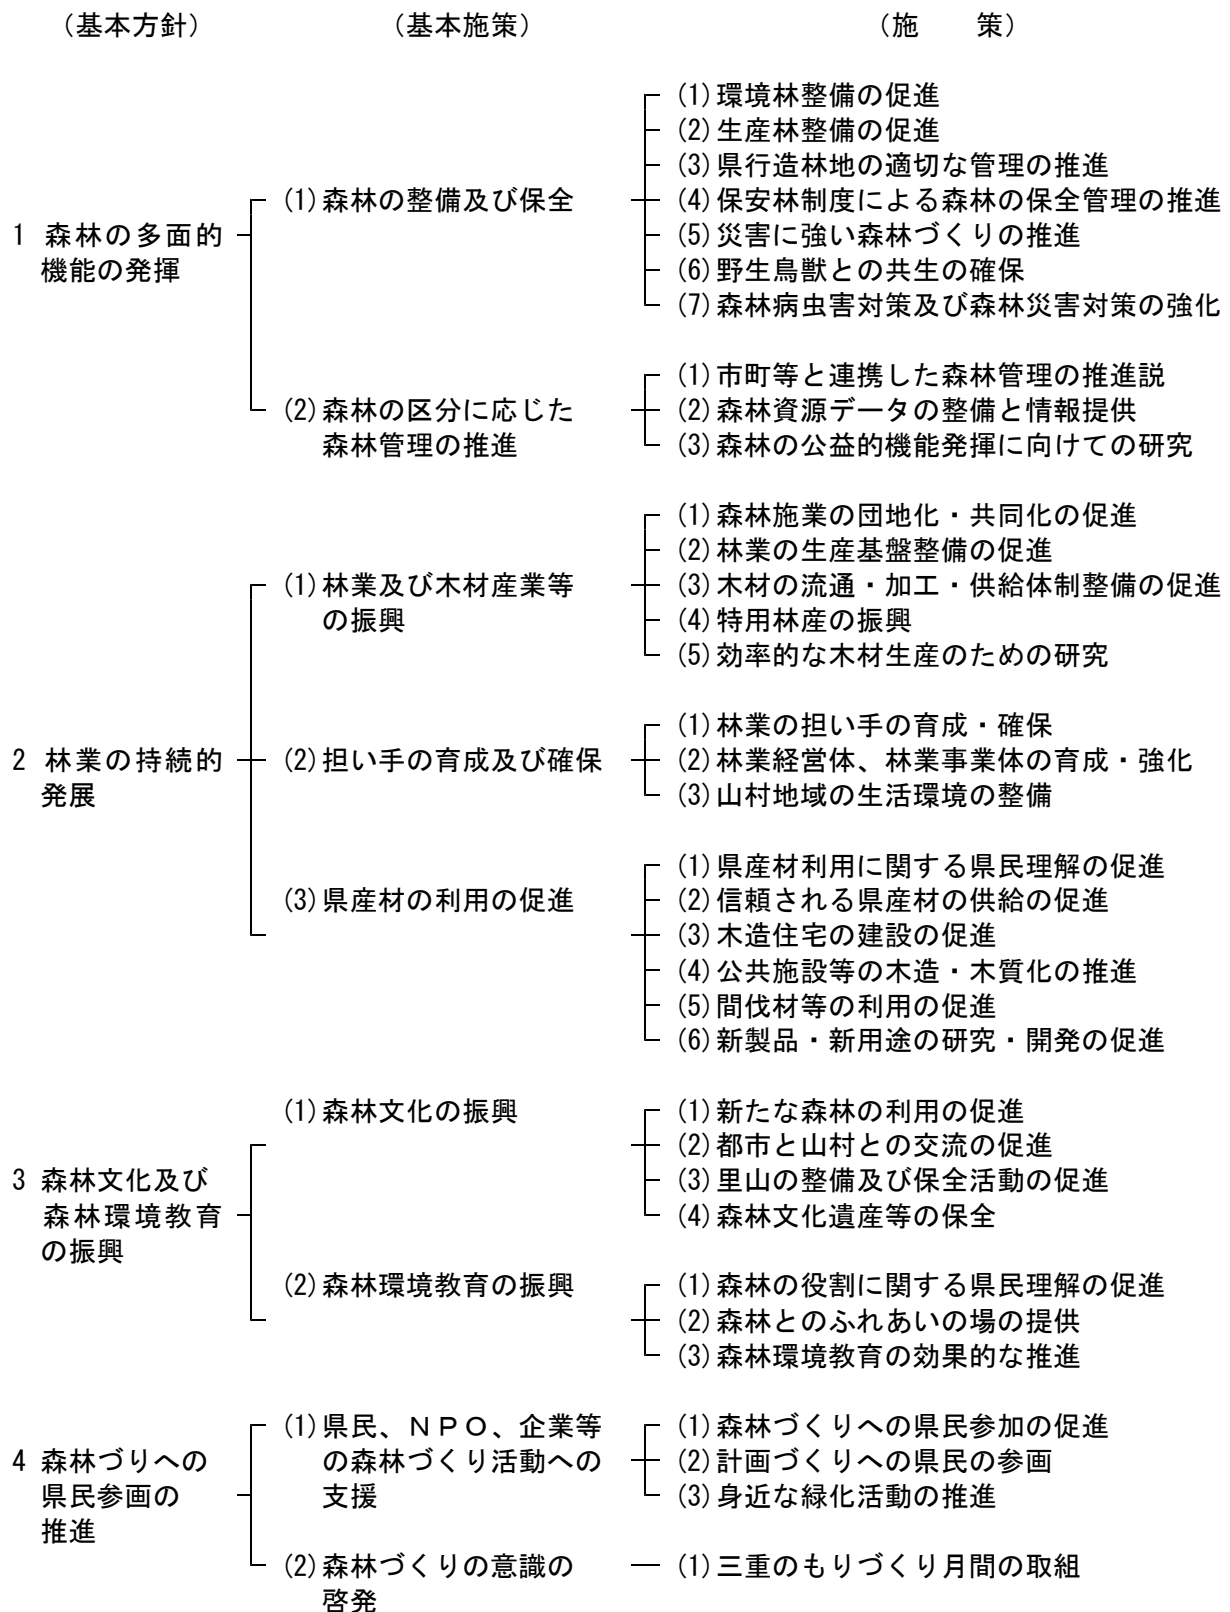 （基本方針） （基本施策） （施　　策）
1 森林の多面的
機能の発揮
(1)森林の整備及び保全
(1)環境林整備の促進
(2)生産林整備の促進
(3)県行造林地の適切な管理の推進
(4)保安林制度による森林の保全管理の推進
(5)災害に強い森林づくりの推進
(6)野生鳥獣との共生の確保
(7)森林病虫害対策及び森林災害対策の強化
(2)森林の区分に応じた
森林管理の推進
(1)市町等と連携した森林管理の推進説
(2)森林資源データの整備と情報提供
(3)森林の公益的機能発揮に向けての研究
2 林業の持続的
発展
(1)林業及び木材産業等
の振興
(1)森林施業の団地化・共同化の促進
(2)林業の生産基盤整備の促進
(3)木材の流通・加工・供給体制整備の促進
(4)特用林産の振興
(5)効率的な木材生産のための研究
(2)担い手の育成及び確保
(1)林業の担い手の育成・確保
(2)林業経営体、林業事業体の育成・強化
(3)山村地域の生活環境の整備
(3)県産材の利用の促進
(1)県産材利用に関する県民理解の促進
(2)信頼される県産材の供給の促進
(3)木造住宅の建設の促進
(4)公共施設等の木造・木質化の推進
(5)間伐材等の利用の促進
(6)新製品・新用途の研究・開発の促進
3 森林文化及び
森林環境教育
の振興
(1)森林文化の振興
(1)新たな森林の利用の促進
(2)都市と山村との交流の促進
(3)里山の整備及び保全活動の促進
(4)森林文化遺産等の保全
(2)森林環境教育の振興
(1)森林の役割に関する県民理解の促進
(2)森林とのふれあいの場の提供
(3)森林環境教育の効果的な推進
4 森林づりへの
県民参画の
推進
(1)県民、ＮＰＯ、企業等
の森林づくり活動への
支援
(1)森林づくりへの県民参加の促進
(2)計画づくりへの県民の参画
(3)身近な緑化活動の推進
(2)森林づくりの意識の
啓発
(1)三重のもりづくり月間の取組